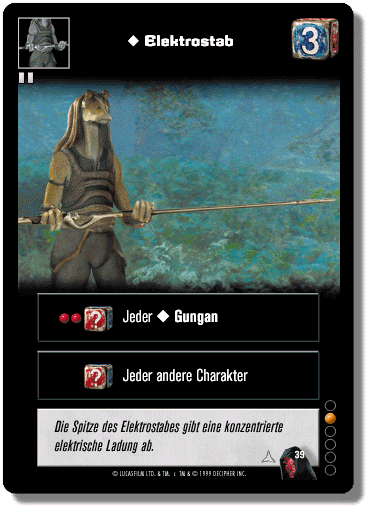 ◆ Elektrostab
3
? Jeder ◆ Gungan
? Jeder andere Charakter
Die Spitze des Elektrostabes gibt eine konzentrierte
elektrische Ladung ab.
39
© LUCASFILM LTD. & TM. TM & © 1999 DECIPHER INC.